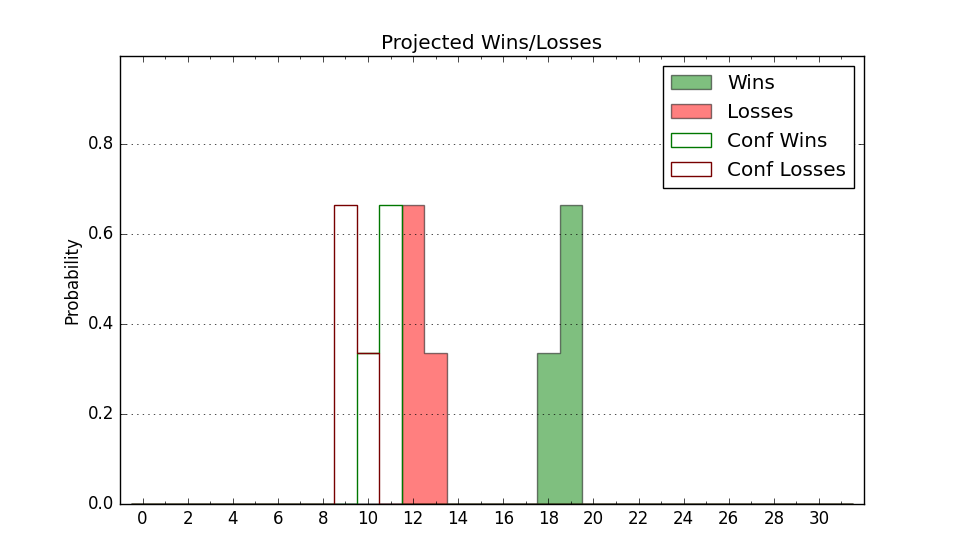 Projected Wins/Losses
Wins
Losses
Conf Wins
Conf Losses
Probability
0.8
0.6
0.4
0.2
0.0
0 2 4 6 8 10 12 14 16 18 20 22 24 26 28 30